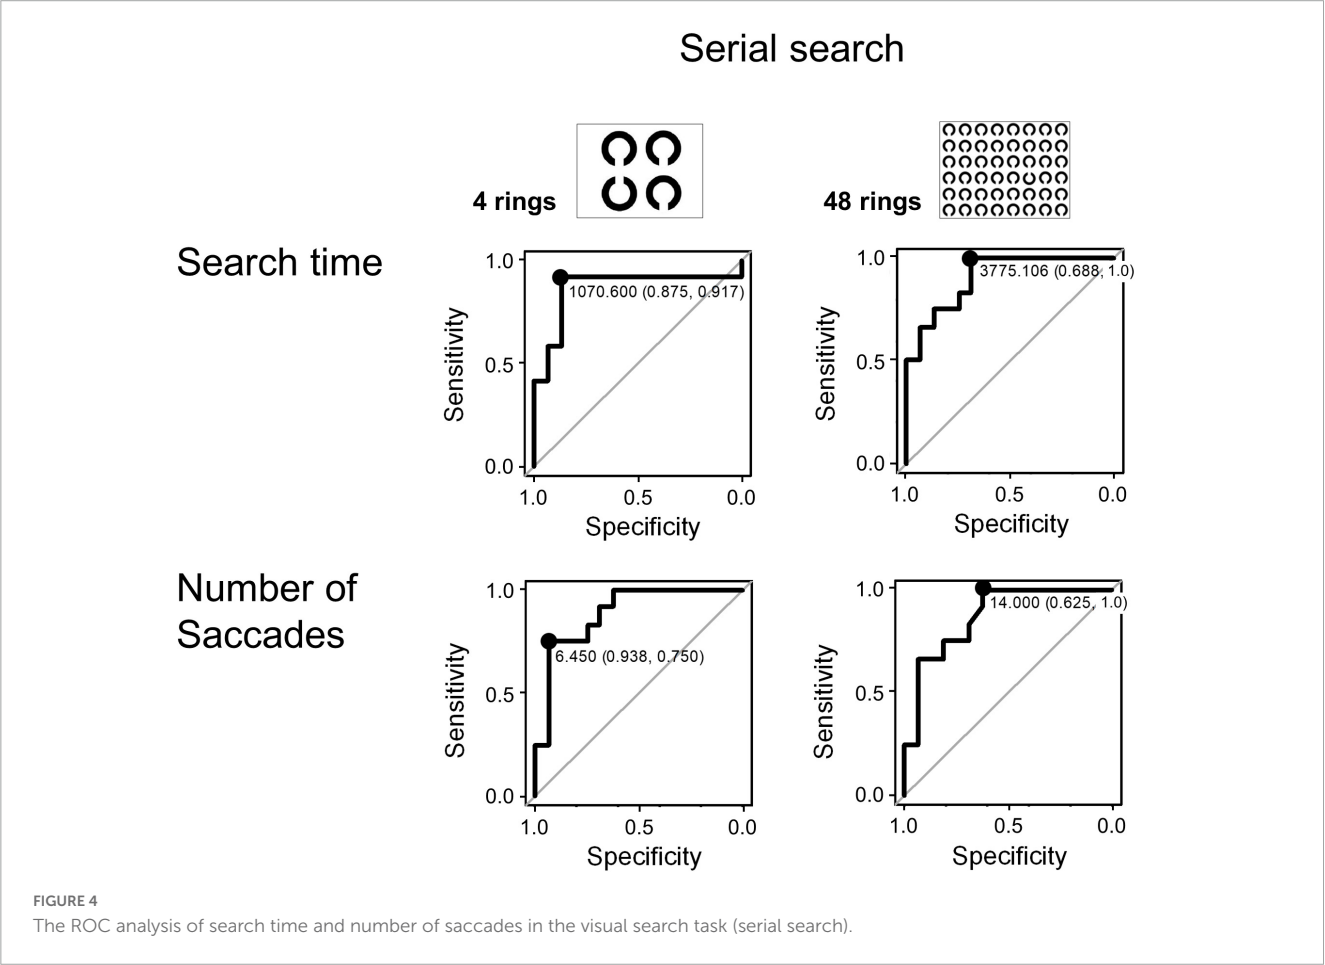 Serial search
4 rings
48 rings
Search time
1.0
0.5
0.0
Sensitivity
1070.600 (0.875, 0.917)
1.0
0.5
0.0
Specificity
1.0
0.5
0.0
Sensitivity
3775.106 (0.688, 1.0)
1.0
0.5
0.0
Specificity
Number of
Saccades
1.0
0.5
0.0
Sensitivity
6.450 (0.938, 0.750)
1.0
0.5
0.0
Specificity
1.0
0.5
0.0
Sensitivity
14.000 (0.625, 1.0)
1.0
0.5
0.0
Specificity
FIGURE 4
The ROC analysis of search time and number of saccades in the visual search task (serial search).